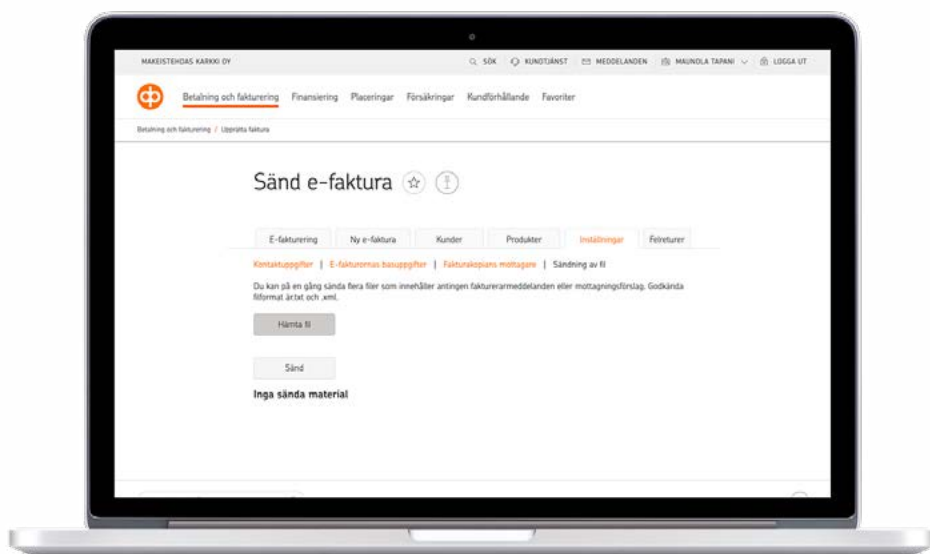 MAKEISTEHDAS KARKKI OY
SÖK KUNDTJÄNST MEDDELANDEN MAUNOLA TAPANI LOGGA UT
Betalning och fakturering Finansiering Placeringar Försäkringar Kundförhållande Favoriter
Betalning och fakturering / Upprätta faktura
Sänd e-faktura
E-fakturering Ny e-faktura Kunder Produkter Inställningar Felreturer
Kontaktuppgifter | E-fakturornas basuppgifter | Fakturakopians mottagare | Sändning av fil
Du kan på en gång sända flera filer som innehåller antingen fakturerarmeddelanden eller mottagningsförslag. Godkända
filformat är.txt och .xml.
Hämta fil
Sänd
Inga sända material